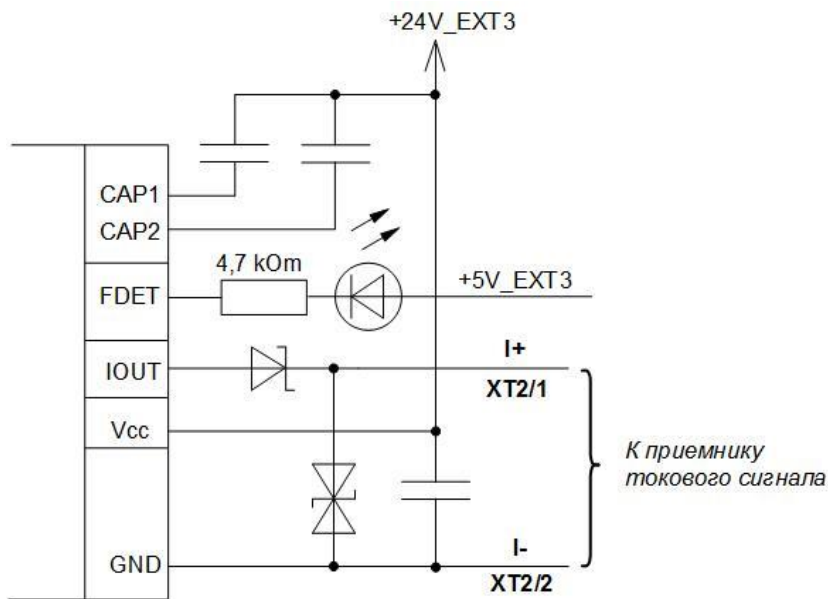 +24V_EXT3
CAP1
CAP2
4,7 kOm
FDET
+5V_EXT3
I+
IOUT
XT2/1
Vcc
К приемнику
токового сигнала
I-
GND
XT2/2